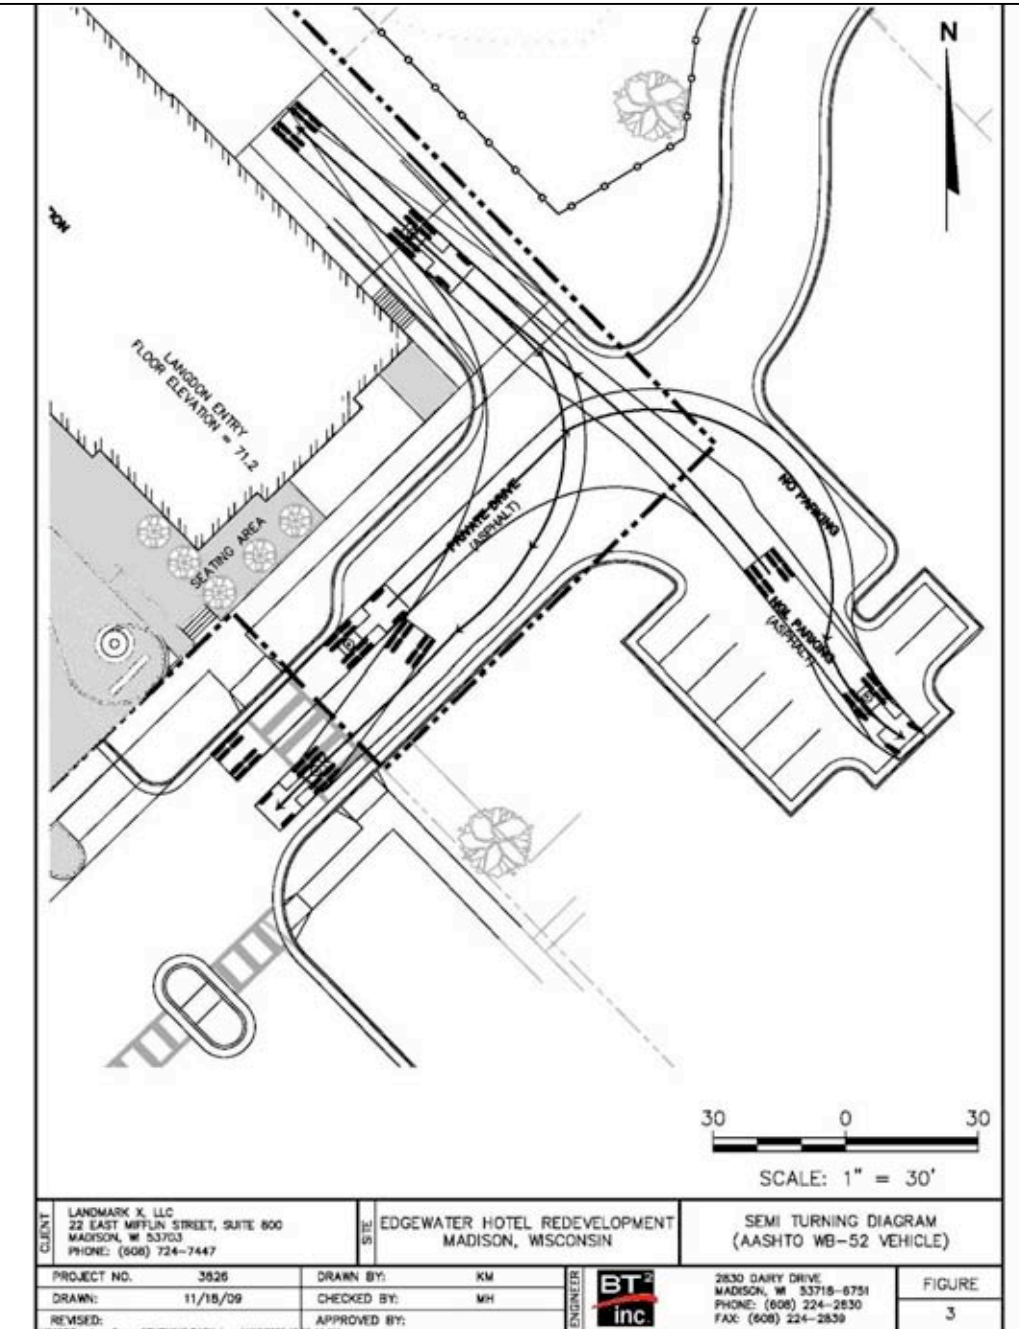 N
LANGDON ENTRY
FLOOR ELEVATION = 71.2
SEATING AREA
PRIVATE DRIVE
(ASPHALT)
NO PARKING
NGL PARKING
(ASPHALT)
30 0 30
SCALE: 1" = 30'
CLIENT
LANDMARK X, LLC
22 EAST MIFFLIN STREET, SUITE 800
MADISON, WI 53703
PHONE: (608) 724-7447
SITE
EDGEWATER HOTEL REDEVELOPMENT
MADISON, WISCONSIN
SEMI TURNING DIAGRAM
(AASHTO WB-52 VEHICLE)
PROJECT NO. 3826
DRAWN BY: KM
DRAWN: 11/18/09
CHECKED BY: MH
REVISED:
APPROVED BY:
ENGINEER
BT²
inc.
2830 DAIRY DRIVE
MADISON, WI 53718-6751
PHONE: (608) 224-2830
FAX: (608) 224-2839
FIGURE
3